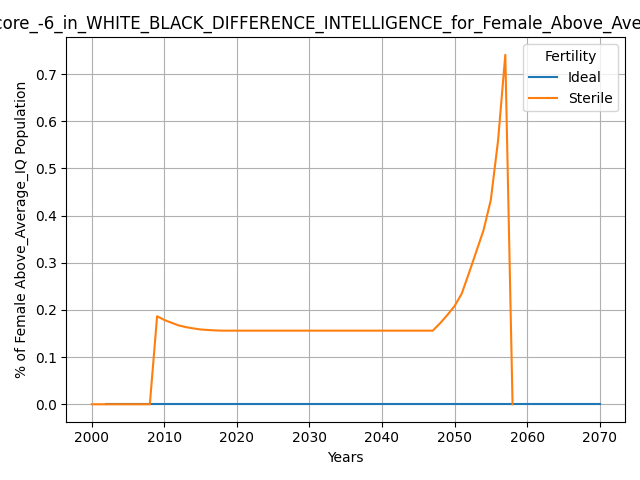 core_-6_in_WHITE_BLACK_DIFFERENCE_INTELLIGENCE_for_Female_Above_Ave
Fertility
Ideal
Sterile
% of Female Above_Average_IQ Population
0.7
0.6
0.5
0.4
0.3
0.2
0.1
0.0
2000 2010 2020 2030 2040 2050 2060 2070
Years